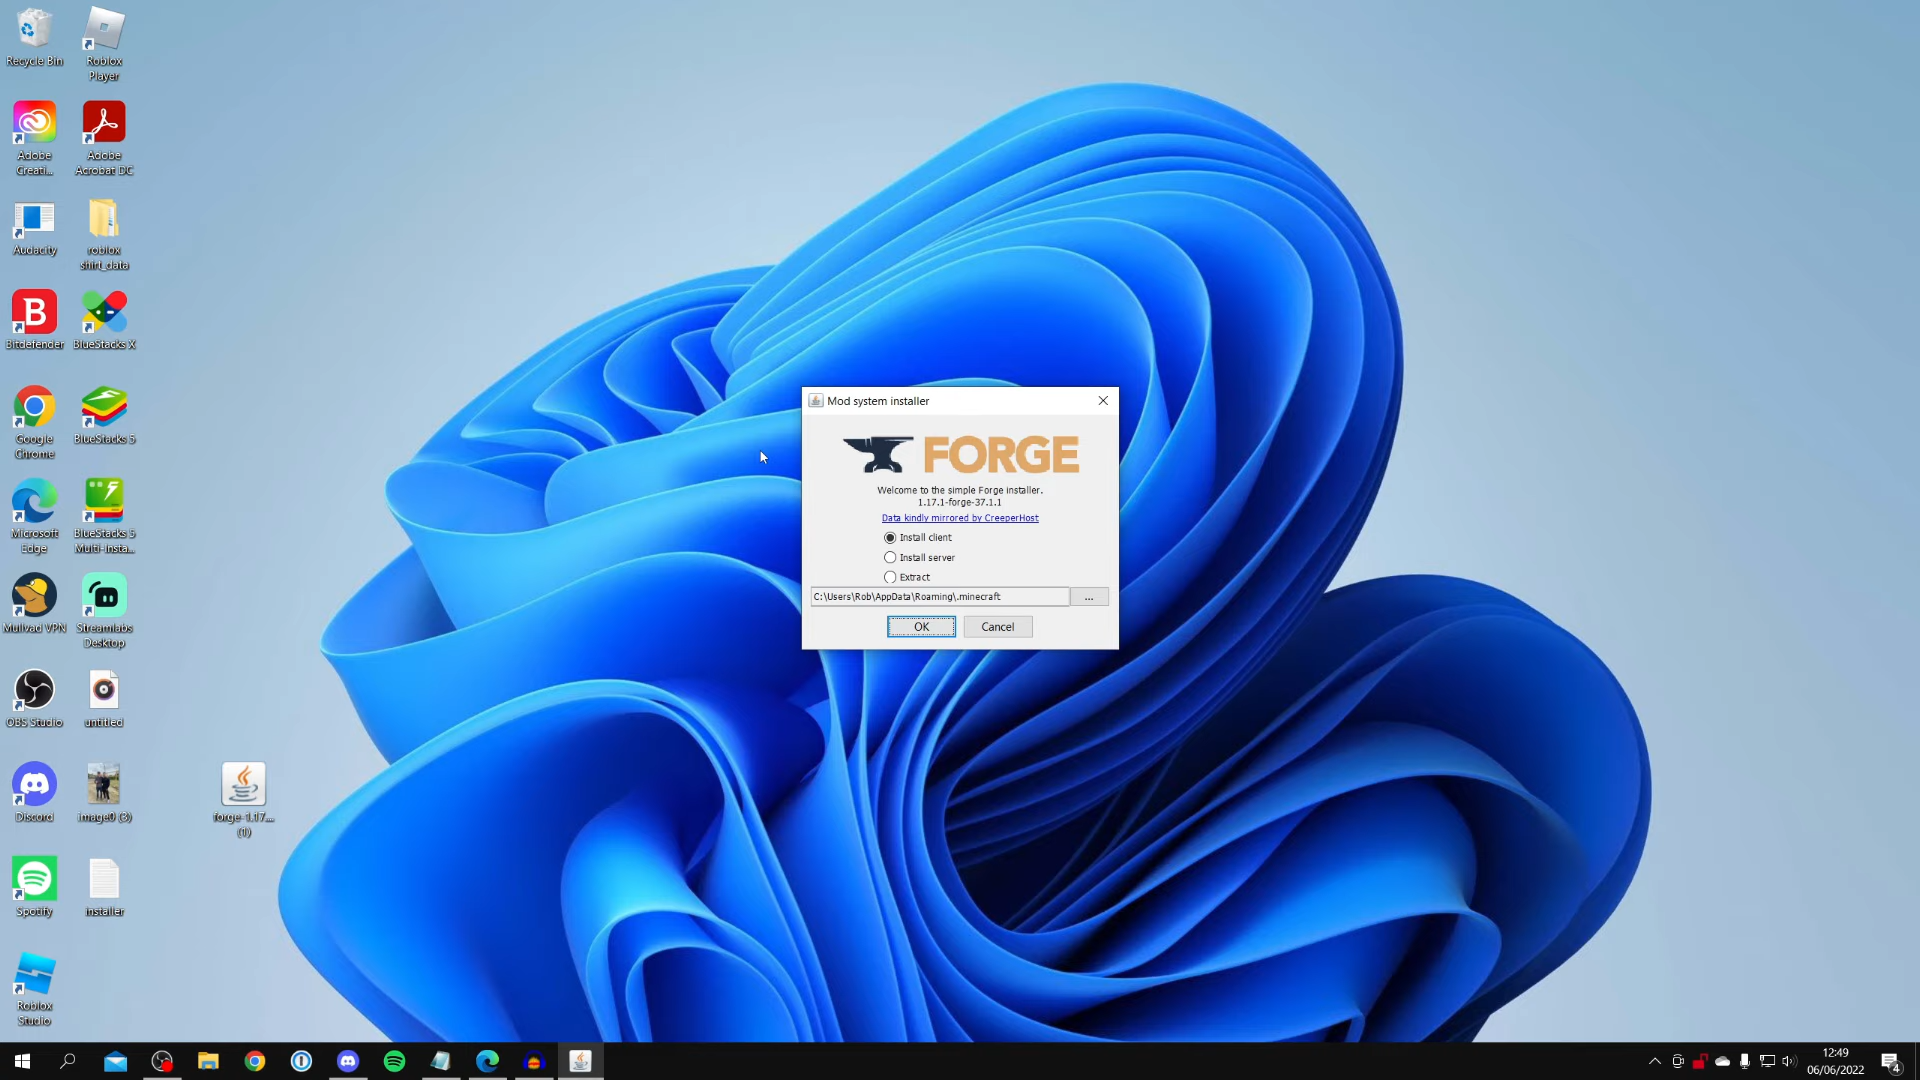 Recycle Bin
Roblox
Player
Adobe
Creati...
Adobe
Acrobat DC
Audacity
roblox
shirt_data
Bitdefender
BlueStacks X
Google
Chrome
BlueStacks 5
Microsoft
Edge
BlueStacks 5
Multi-Insta...
Mullvad VPN
Streamlabs
Desktop
OBS Studio
untitled
Discord
image0 (3)
forge-1.17....
(1)
Spotify
Installer
Roblox
Studio
Mod system installer
FORGE
Welcome to the simple Forge installer.
1.17.1-forge-37.1.1
Data kindly mirrored by CreeperHost
Install client
Install server
Extract
C:\Users\Rob\AppData\Roaming\.minecraft
...
OK
Cancel
12:49
06/06/2022
4